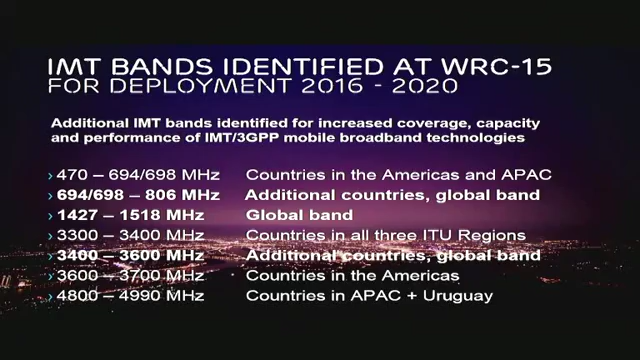 IMT BANDS IDENTIFIED AT WRC-15
FOR DEPLOYMENT 2016 - 2020
Additional IMT bands identified for increased coverage, capacity
and performance of IMT/3GPP mobile broadband technologies
› 470 – 694/698 MHz Countries in the Americas and APAC
› 694/698 – 806 MHz Additional countries, global band
› 1427 – 1518 MHz Global band
› 3300 – 3400 MHz Countries in all three ITU Regions
› 3400 – 3600 MHz Additional countries, global band
› 3600 – 3700 MHz Countries in the Americas
› 4800 – 4990 MHz Countries in APAC + Uruguay